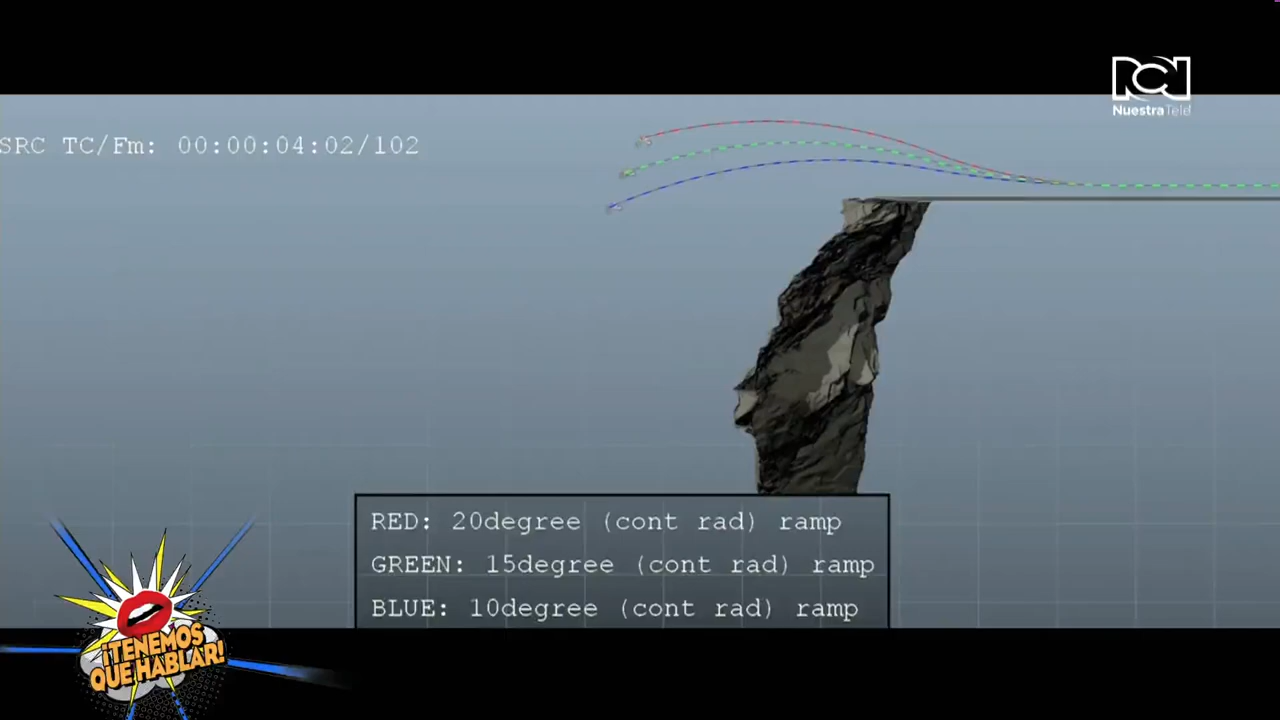 RCN
NuestraTele
SRC TC/Fm: 00:00:04:02/102
RED: 20degree (cont rad) ramp
GREEN: 15degree (cont rad) ramp
BLUE: 10degree (cont rad) ramp
¡TENEMOS
QUE HABLAR!